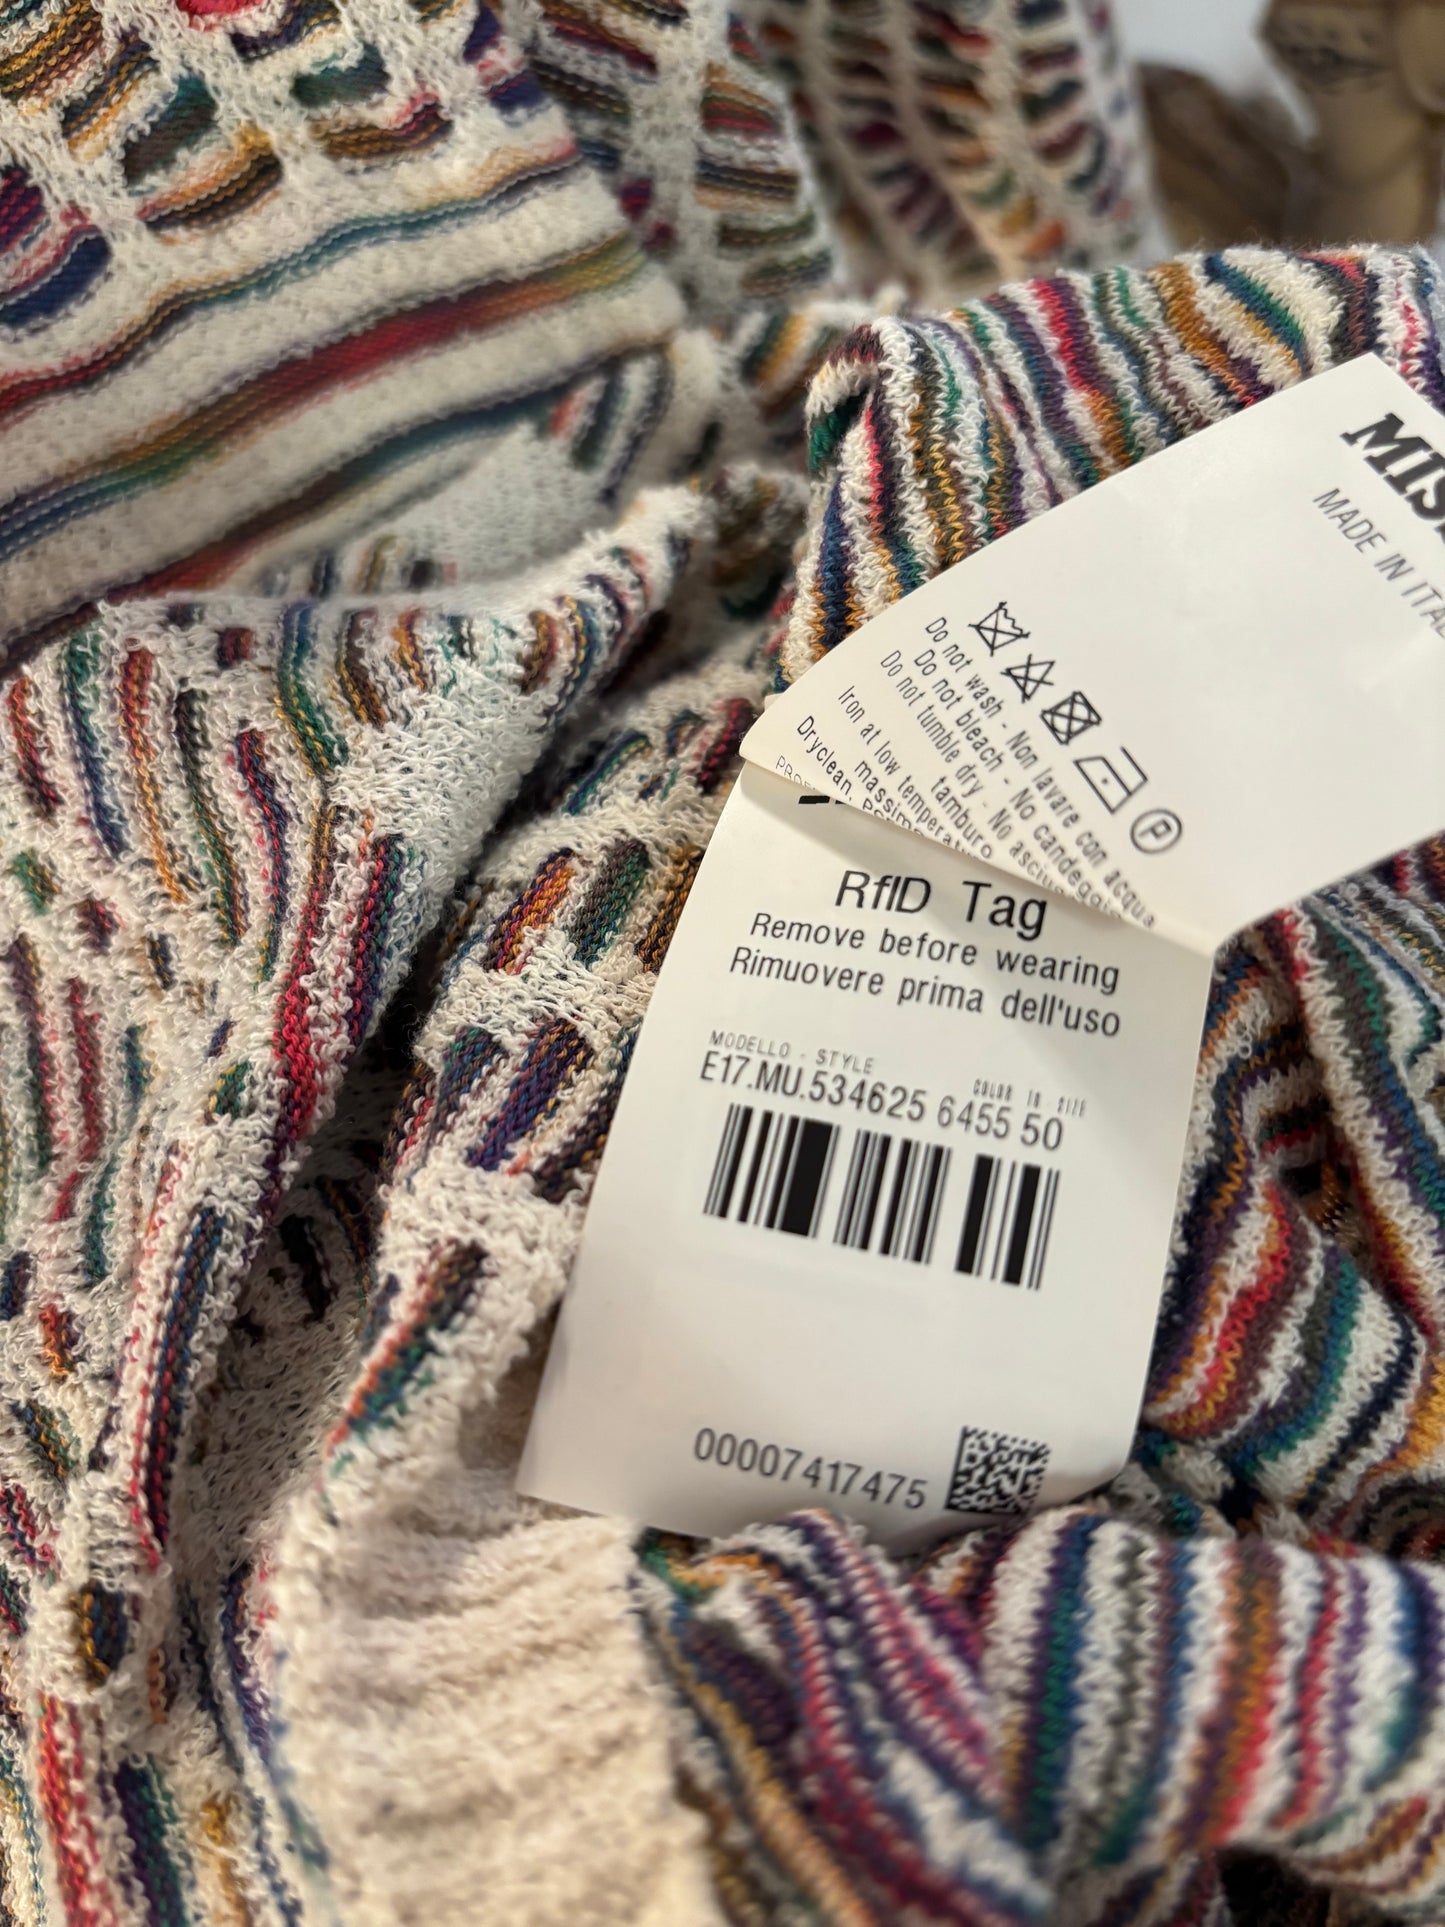 MADE IN ITAL
Do not wash - Non lavare con acqua
Do not bleach - No candeggio
Do not tumble dry - No asciug
tamburo
Iron at low temperatu
massim
Dryclean.
RfID Tag
Remove before wearing
Rimuovere prima dell'uso
MODELLO - STYLE
COLOR
SIZE
E17.MU.534625 6455 50
00007417475
P